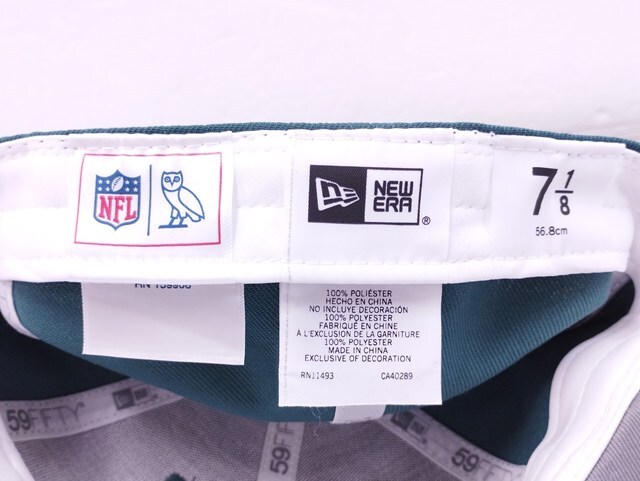 NFL
NEW
ERA
®
7 1/8
56.8cm
100% POLIÉSTER
HECHO EN CHINA
NO INCLUYE DECORACIÓN
100% POLYESTER
FABRIQUÉ EN CHINE
À L'EXCLUSION DE LA GARNITURE
100% POLYESTER
MADE IN CHINA
EXCLUSIVE OF DECORATION
RN11493 CA40289
59FIFTY
59FIFTY
59FIFTY